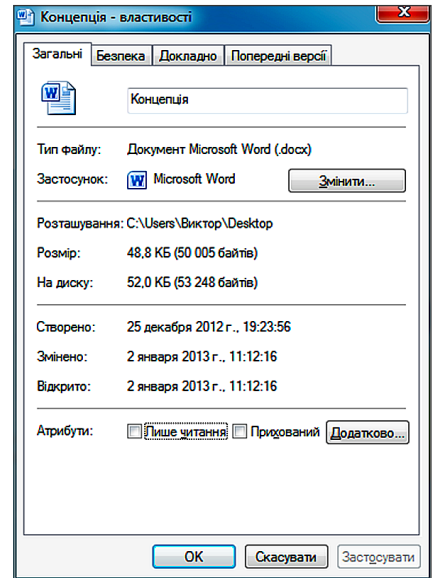 Концепція - властивості
Загальні Безпека Докладно Попередні версії
Концепція
Тип файлу: Документ Microsoft Word (.docx)
Застосунок: Microsoft Word Змінити...
Розташування: C:\Users\Виктор\Desktop
Розмір: 48,8 КБ (50 005 байтів)
На диску: 52,0 КБ (53 248 байтів)
Створено: 25 декабря 2012 г., 19:23:56
Змінено: 2 января 2013 г., 11:12:16
Відкрито: 2 января 2013 г., 11:12:16
Атрибути: Лише читання Прихований Додатково...
OK Скасувати Застосувати